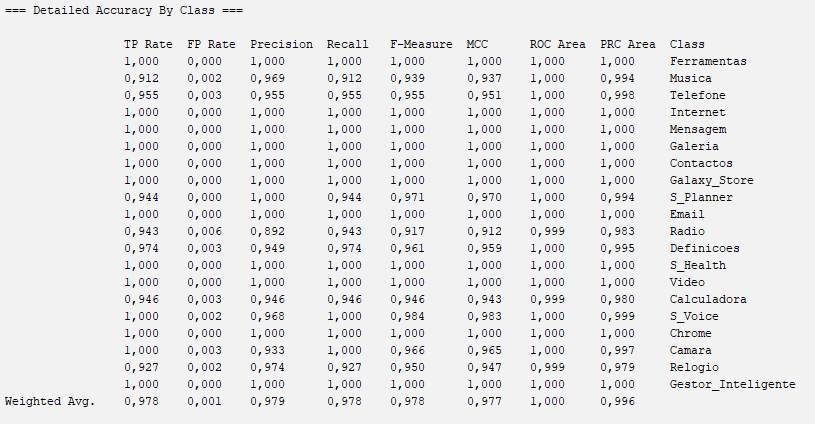 === Detailed Accuracy By Class ===
TP Rate FP Rate Precision Recall F-Measure MCC ROC Area PRC Area Class
1,000 0,000 1,000 1,000 1,000 1,000 1,000 1,000 Ferramentas
0,912 0,002 0,969 0,912 0,939 0,937 1,000 0,994 Musica
0,955 0,003 0,955 0,955 0,955 0,951 1,000 0,998 Telefone
1,000 0,000 1,000 1,000 1,000 1,000 1,000 1,000 Internet
1,000 0,000 1,000 1,000 1,000 1,000 1,000 1,000 Mensagem
1,000 0,000 1,000 1,000 1,000 1,000 1,000 1,000 Galeria
1,000 0,000 1,000 1,000 1,000 1,000 1,000 1,000 Contactos
1,000 0,000 1,000 1,000 1,000 1,000 1,000 1,000 Galaxy_Store
0,944 0,000 1,000 0,944 0,971 0,970 1,000 0,994 S_Planner
1,000 0,000 1,000 1,000 1,000 1,000 1,000 1,000 Email
0,943 0,006 0,892 0,943 0,917 0,912 0,999 0,983 Radio
0,974 0,003 0,949 0,974 0,961 0,959 1,000 0,995 Definicoes
1,000 0,000 1,000 1,000 1,000 1,000 1,000 1,000 S_Health
1,000 0,000 1,000 1,000 1,000 1,000 1,000 1,000 Video
0,946 0,003 0,946 0,946 0,946 0,943 0,999 0,980 Calculadora
1,000 0,002 0,968 1,000 0,984 0,983 1,000 0,999 S_Voice
1,000 0,000 1,000 1,000 1,000 1,000 1,000 1,000 Chrome
1,000 0,003 0,933 1,000 0,966 0,965 1,000 0,997 Camara
0,927 0,002 0,974 0,927 0,950 0,947 0,999 0,979 Relogio
1,000 0,000 1,000 1,000 1,000 1,000 1,000 1,000 Gestor_Inteligente
Weighted Avg. 0,978 0,001 0,979 0,978 0,978 0,977 1,000 0,996